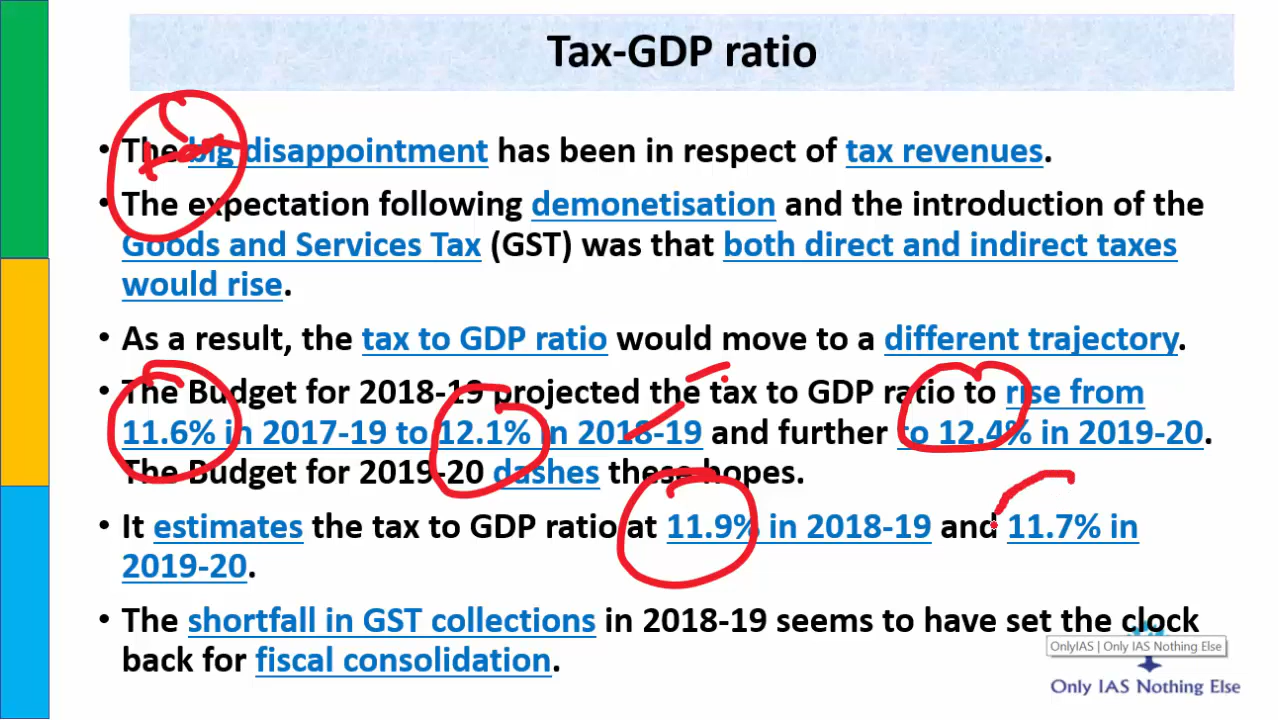 Tax-GDP ratio
• The big disappointment has been in respect of tax revenues.
• The expectation following demonetisation and the introduction of the
Goods and Services Tax (GST) was that both direct and indirect taxes
would rise.
• As a result, the tax to GDP ratio would move to a different trajectory.
• The Budget for 2018-19 projected the tax to GDP ratio to rise from
11.6% in 2017-19 to 12.1% in 2018-19 and further to 12.4% in 2019-20.
The Budget for 2019-20 dashes these hopes.
• It estimates the tax to GDP ratio at 11.9% in 2018-19 and 11.7% in
2019-20.
• The shortfall in GST collections in 2018-19 seems to have set the clock
back for fiscal consolidation.
OnlyIAS | Only IAS Nothing Else
Only IAS Nothing Else